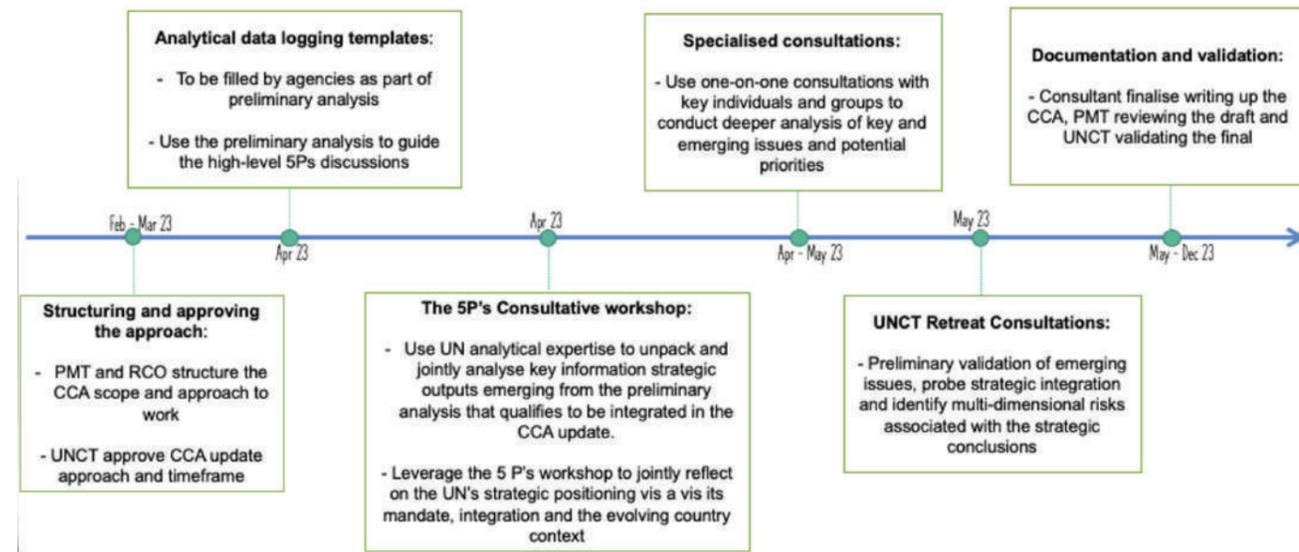 Analytical data logging templates:
- To be filled by agencies as part of
preliminary analysis
- Use the preliminary analysis to guide
the high-level 5Ps discussions
Specialised consultations:
- Use one-on-one consultations with
key individuals and groups to
conduct deeper analysis of key and
emerging issues and potential
priorities
Documentation and validation:
- Consultant finalise writing up the
CCA, PMT reviewing the draft and
UNCT validating the final
Feb - Mar 23
Apr 23
Apr 23
Apr - May 23
May 23
May - Dec 23
Structuring and approving
the approach:
- PMT and RCO structure the
CCA scope and approach to
work
- UNCT approve CCA update
approach and timeframe
The 5P's Consultative workshop:
- Use UN analytical expertise to unpack and
jointly analyse key information strategic
outputs emerging from the preliminary
analysis that qualifies to be integrated in the
CCA update.
- Leverage the 5 P's workshop to jointly reflect
on the UN's strategic positioning vis a vis its
mandate, integration and the evolving country
context
UNCT Retreat Consultations:
- Preliminary validation of emerging
issues, probe strategic integration
and identify multi-dimensional risks
associated with the strategic
conclusions